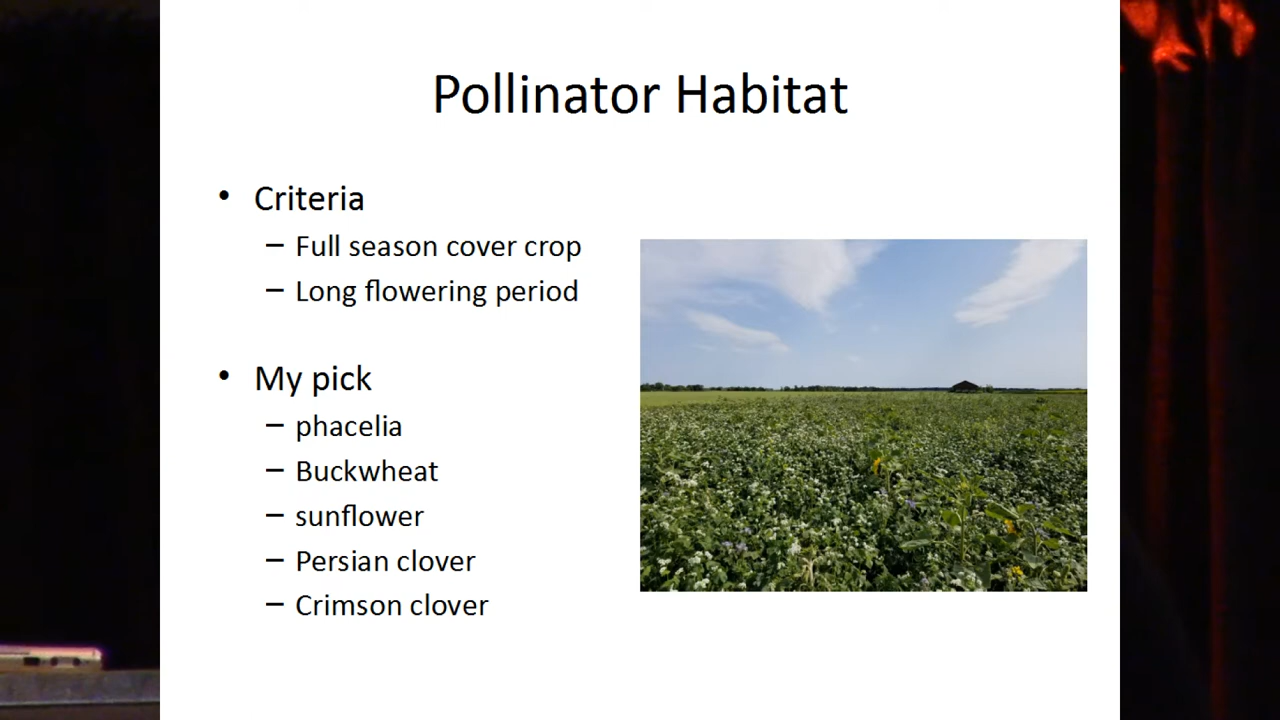 Pollinator Habitat
• Criteria
– Full season cover crop
– Long flowering period
• My pick
– phacelia
– Buckwheat
– sunflower
– Persian clover
– Crimson clover